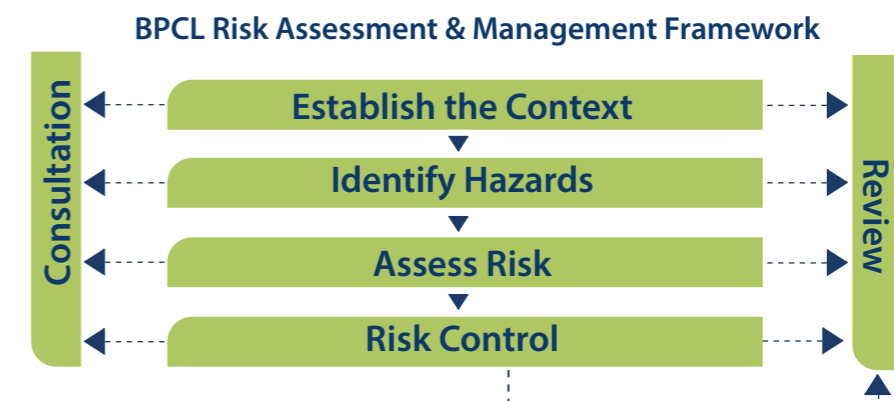 BPCL Risk Assessment & Management Framework
Consultation
Establish the Context
Identify Hazards
Assess Risk
Risk Control
Review